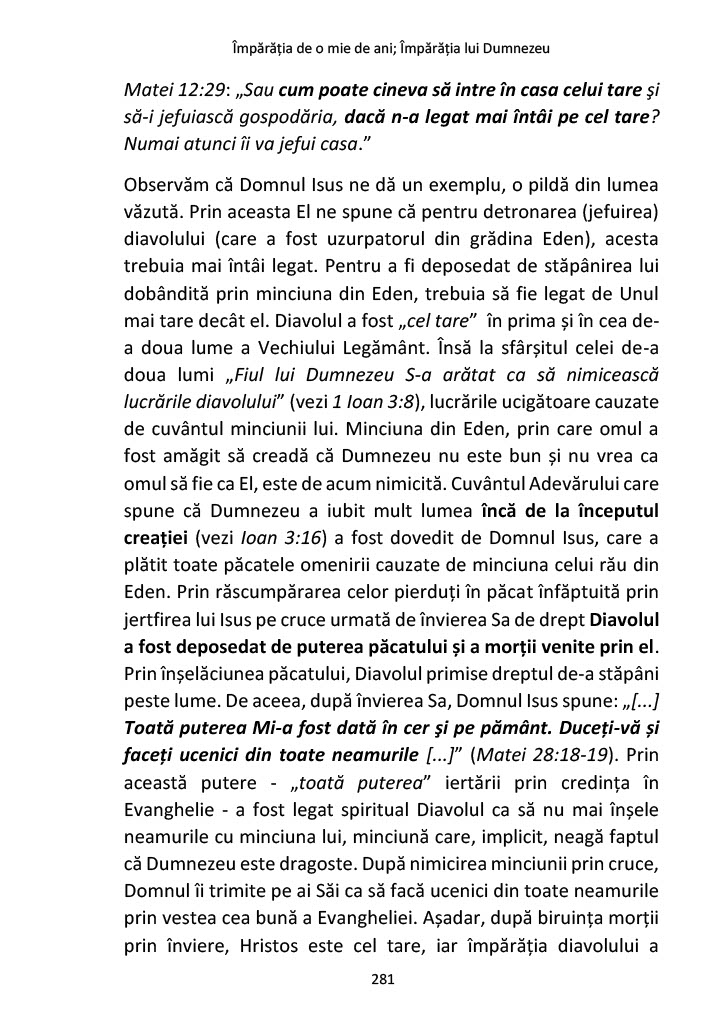 Împărăția de o mie de ani; Împărăția lui Dumnezeu
Matei 12:29: „Sau cum poate cineva să intre în casa celui tare şi
să-i jefuiască gospodăria, dacă n-a legat mai întâi pe cel tare?
Numai atunci îi va jefui casa.”
Observăm că Domnul Isus ne dă un exemplu, o pildă din lumea
văzută. Prin aceasta El ne spune că pentru detronarea (jefuirea)
diavolului (care a fost uzurpatorul din grădina Eden), acesta
trebuia mai întâi legat. Pentru a fi deposedat de stăpânirea lui
dobândită prin minciuna din Eden, trebuia să fie legat de Unul
mai tare decât el. Diavolul a fost „cel tare” în prima și în cea de-
a doua lume a Vechiului Legământ. Însă la sfârșitul celei de-a
doua lumi „Fiul lui Dumnezeu S-a arătat ca să nimicească
lucrările diavolului” (vezi 1 Ioan 3:8), lucrările ucigătoare cauzate
de cuvântul minciunii lui. Minciuna din Eden, prin care omul a
fost amăgit să creadă că Dumnezeu nu este bun și nu vrea ca
omul să fie ca El, este de acum nimicită. Cuvântul Adevărului care
spune că Dumnezeu a iubit mult lumea încă de la începutul
creației (vezi Ioan 3:16) a fost dovedit de Domnul Isus, care a
plătit toate păcatele omenirii cauzate de minciuna celui rău din
Eden. Prin răscumpărarea celor pierduți în păcat înfăptuită prin
jertfirea lui Isus pe cruce urmată de învierea Sa de drept Diavolul
a fost deposedat de puterea păcatului și a morții venite prin el.
Prin înșelăciunea păcatului, Diavolul primise dreptul de-a stăpâni
peste lume. De aceea, după învierea Sa, Domnul Isus spune: „[...]
Toată puterea Mi-a fost dată în cer şi pe pământ. Duceți-vă și
faceți ucenici din toate neamurile [...]” (Matei 28:18-19). Prin
această putere - „toată puterea” iertării prin credința în
Evanghelie - a fost legat spiritual Diavolul ca să nu mai înșele
neamurile cu minciuna lui, minciună care, implicit, neagă faptul
că Dumnezeu este dragoste. După nimicirea minciunii prin cruce,
Domnul îi trimite pe ai Săi ca să facă ucenici din toate neamurile
prin vestea cea bună a Evangheliei. Așadar, după biruința morții
prin înviere, Hristos este cel tare, iar împărăția diavolului a
281